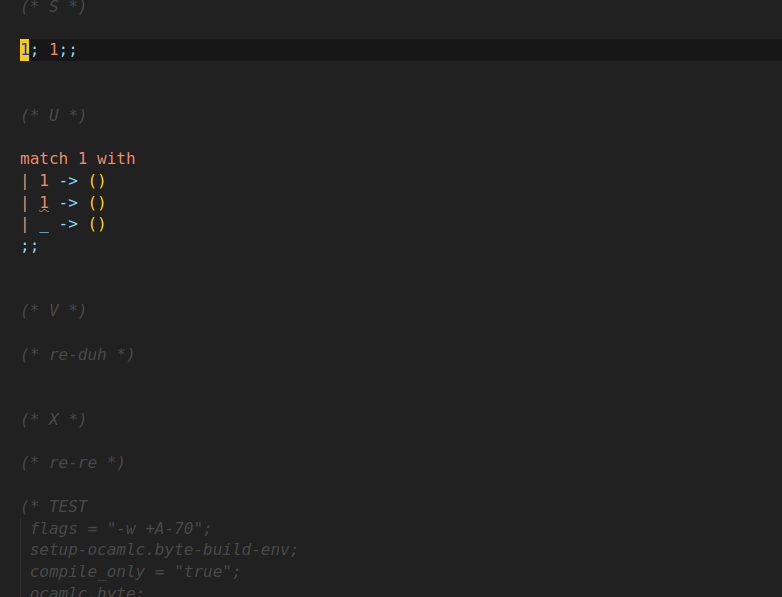 (* S *)
1; 1;;
(* U *)
match 1 with
| 1 -> ()
| 1 -> ()
| _ -> ()
;;
(* V *)
(* re-duh *)
(* X *)
(* re-re *)
(* TEST
flags = "-w +A-70";
setup-ocamlc.byte-build-env;
compile_only = "true";
ocamlc.byte;